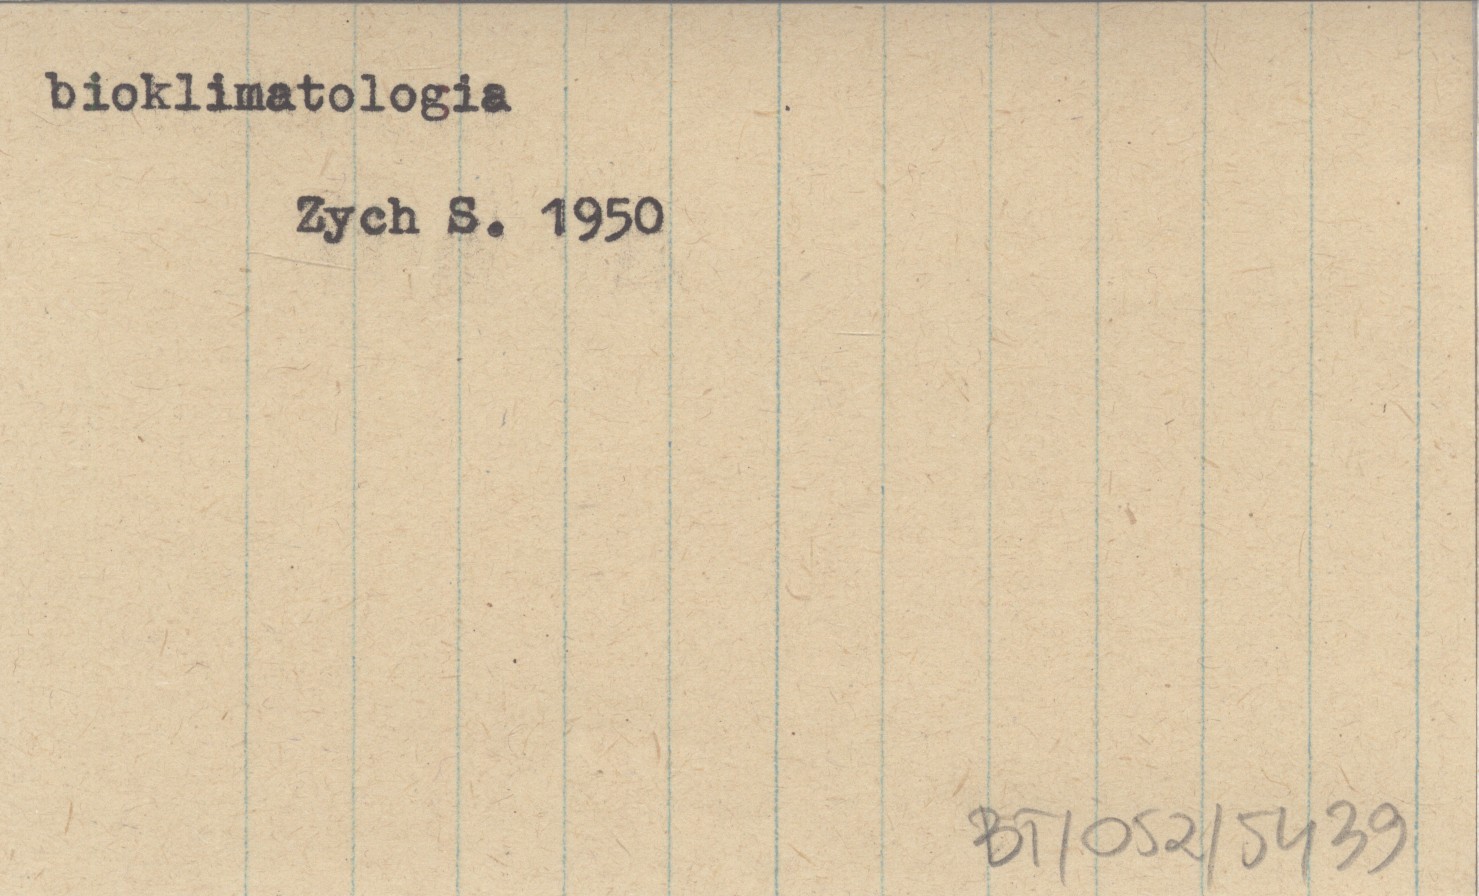 bioklimatologia
Zych S. 1950
BT/052/5439